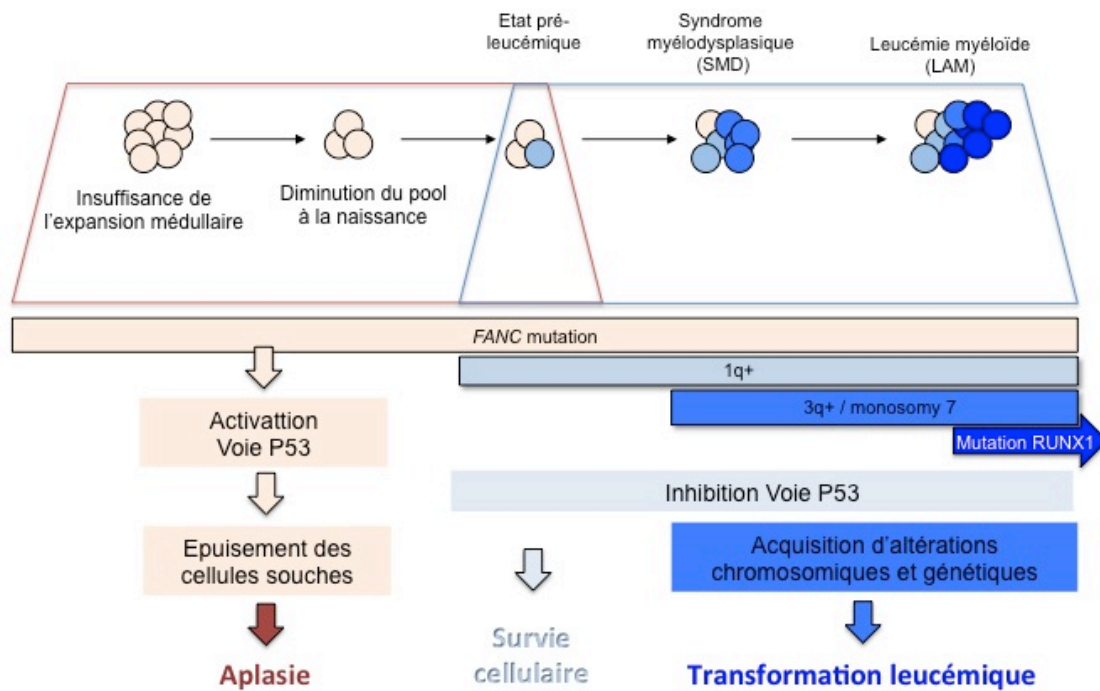 Etat pré-
leucémique
Syndrome
myélodysplasique
(SMD)
Leucémie myéloïde
(LAM)
Insuffisance de
l'expansion médullaire
Diminution du pool
à la naissance
FANC mutation
1q+
3q+ / monosomy 7
Mutation RUNX1
Activattion
Voie P53
Inhibition Voie P53
Epuisement des
cellules souches
Acquisition d'altérations
chromosomiques et génétiques
Aplasie
Survie
cellulaire
Transformation leucémique